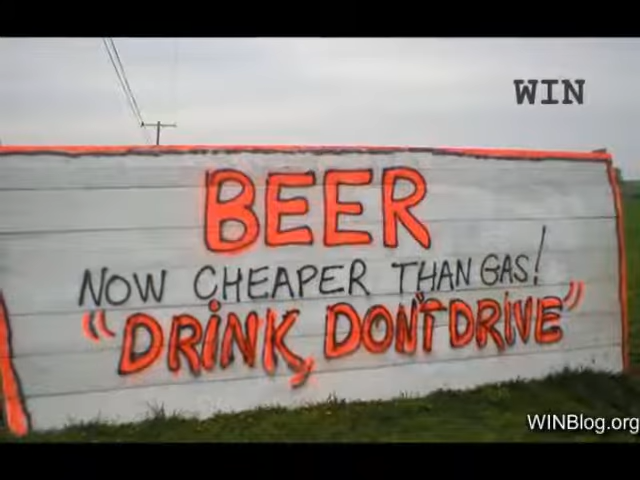 WIN
BEER
NOW CHEAPER THAN GAS!
"DRINK, DON'T DRIVE"
WINBlog.org